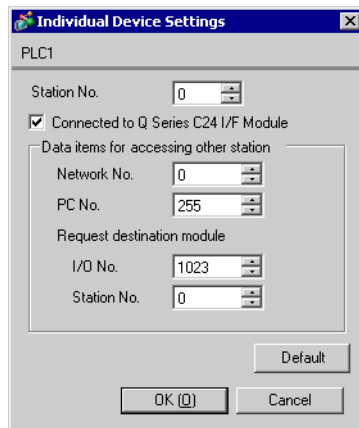 Individual Device Settings
PLC1
Station No. 0
Connected to Q Series C24 I/F Module
Data items for accessing other station
Network No. 0
PC No. 255
Request destination module
I/O No. 1023
Station No. 0
Default
OK (O) Cancel